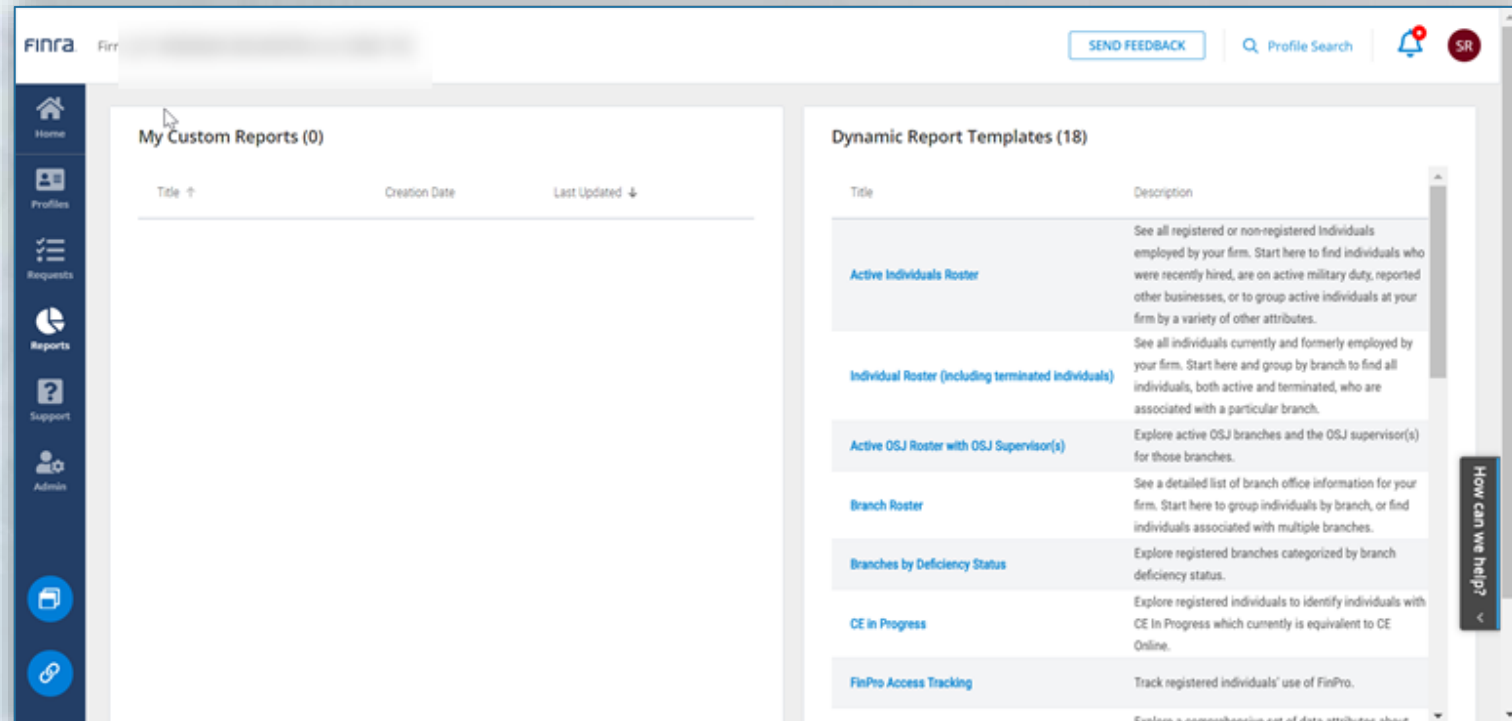 Finra
Firr
SEND FEEDBACK
Profile Search
SR
Home
Profiles
Requests
Reports
Support
Admin
My Custom Reports (0)
Title ↑ Creation Date Last Updated ↓
Dynamic Report Templates (18)
Title Description
Active Individuals Roster
See all registered or non-registered Individuals
employed by your firm. Start here to find individuals who
were recently hired, are on active military duty, reported
other businesses, or to group active individuals at your
firm by a variety of other attributes.
Individual Roster (including terminated individuals)
See all individuals currently and formerly employed by
your firm. Start here and group by branch to find all
individuals, both active and terminated, who are
associated with a particular branch.
Active OSJ Roster with OSJ Supervisor(s)
Explore active OSJ branches and the OSJ supervisor(s)
for those branches.
Branch Roster
See a detailed list of branch office information for your
firm. Start here to group individuals by branch, or find
individuals associated with multiple branches.
Branches by Deficiency Status
Explore registered branches categorized by branch
deficiency status.
CE in Progress
Explore registered individuals to identify individuals with
CE In Progress which currently is equivalent to CE
Online.
FinPro Access Tracking
Track registered individuals' use of FinPro.
Explore a comprehensive set of data attributes about
How can we help?